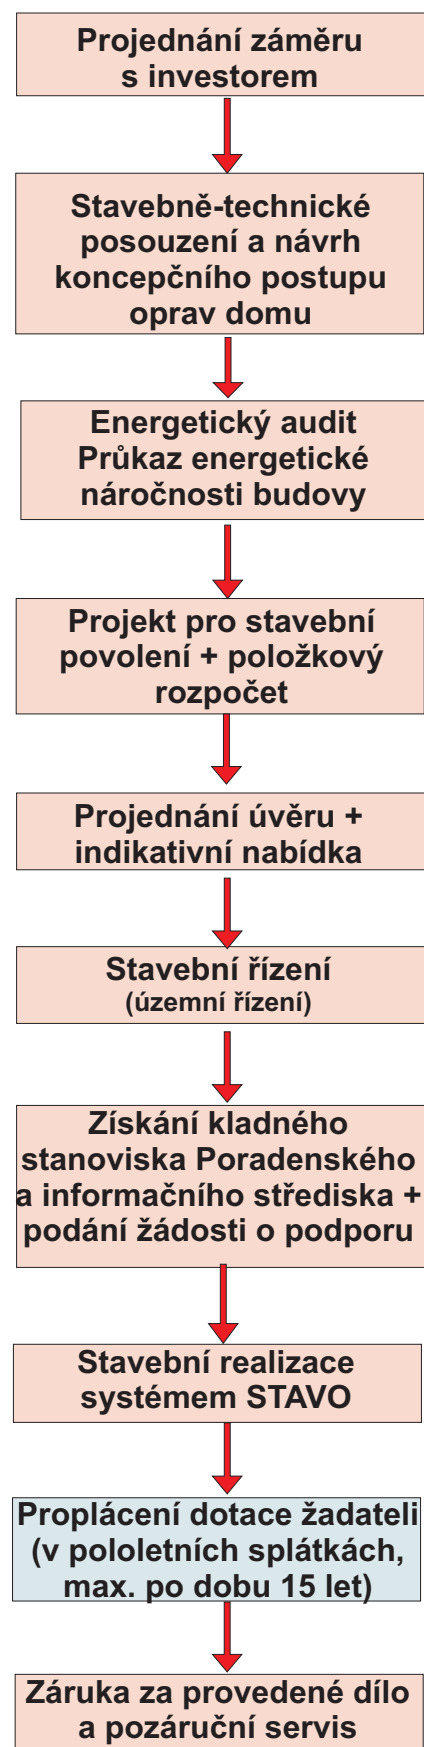 Projednání záměru
s investorem
Stavebně-technické
posouzení a návrh
koncepčního postupu
oprav domu
Energetický audit
Průkaz energetické
náročnosti budovy
Projekt pro stavební
povolení + položkový
rozpočet
Projednání úvěru +
indikativní nabídka
Stavební řízení
(územní řízení)
Získání kladného
stanoviska Poradenského
a informačního střediska +
podání žádosti o podporu
Stavební realizace
systémem STAVO
Proplácení dotace žadateli
(v pololetních splátkách,
max. po dobu 15 let)
Záruka za provedené dílo
a pozáruční servis